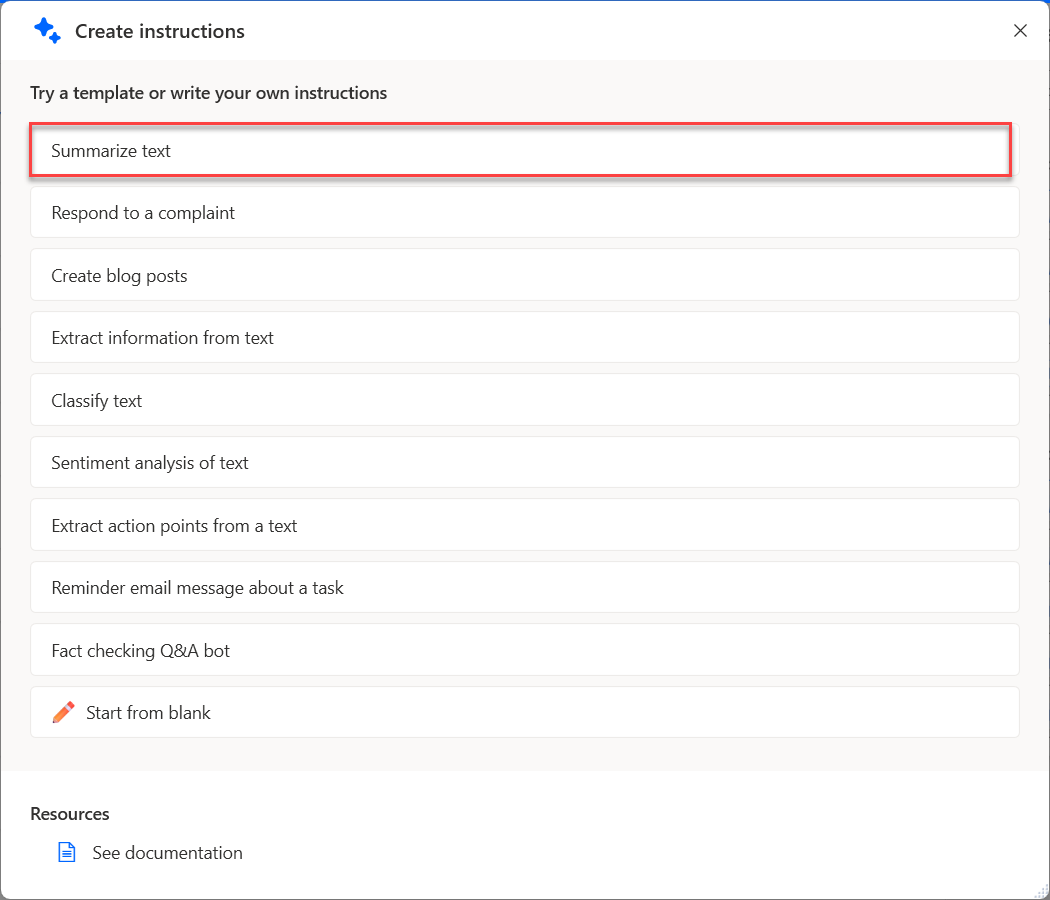 Create instructions
Try a template or write your own instructions
Summarize text
Respond to a complaint
Create blog posts
Extract information from text
Classify text
Sentiment analysis of text
Extract action points from a text
Reminder email message about a task
Fact checking Q&A bot
Start from blank
Resources
See documentation